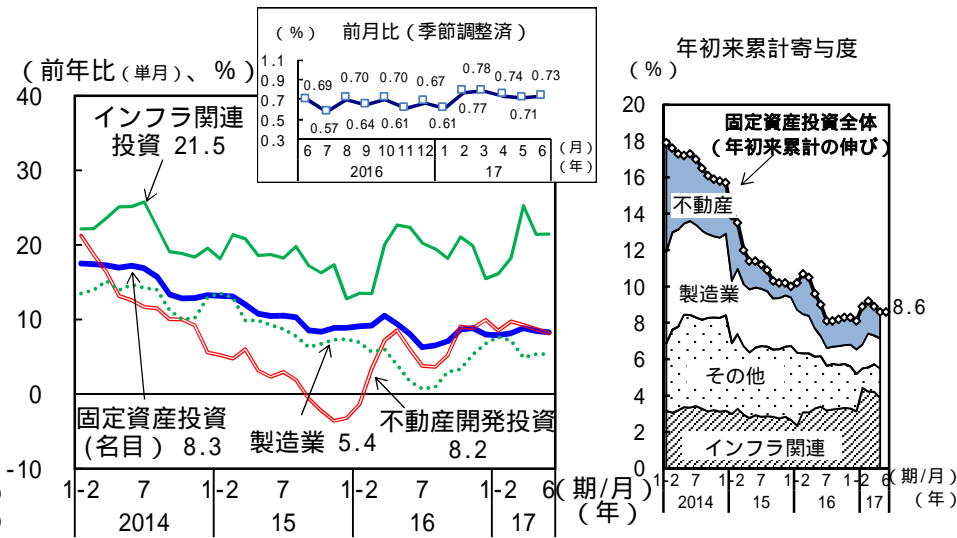 (％) 前月比（季節調整済）
1.1
0.9
0.7
0.5
0.3
0.69 0.57 0.70 0.64 0.70 0.61 0.67 0.61 0.77 0.78 0.74 0.71 0.73
6 7 8 9 10 11 12 1 2 3 4 5 6 (月)
2016 17 (年)
(前年比（単月）、％)
40
30
20
10
0
-10
インフラ関連
投資 21.5
固定資産投資
(名目) 8.3
製造業 5.4
不動産開発投資
8.2
1-2 7 1-2 7 1-2 7 1-2 6 (期/月)
2014 15 16 17 (年)
年初来累計寄与度
(％)
20
18
16
14
12
10
8
6
4
2
0
固定資産投資全体
(年初来累計の伸び)
不動産
製造業
その他
インフラ関連
8.6
1-2 7 1-2 7 1-2 7 1-2 6 (期/月)
2014 15 16 17 (年)